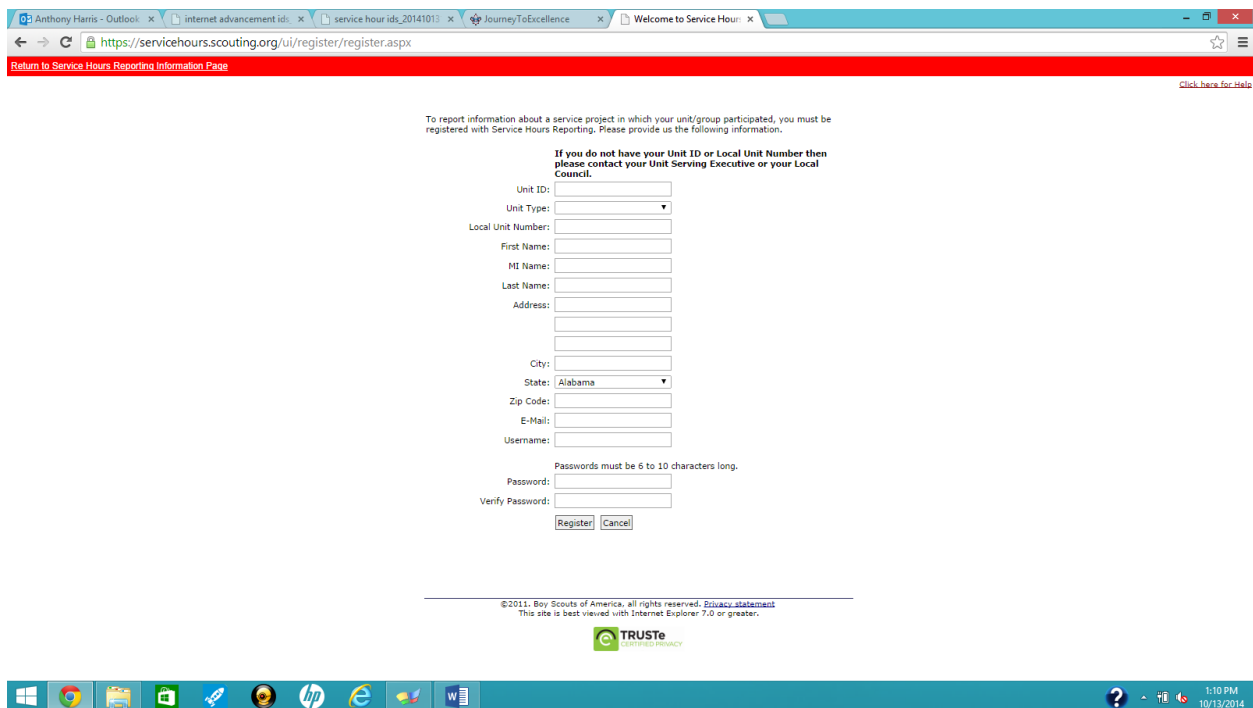 Anthony Harris - Outlook
internet advancement ids_
service hour ids_20141013
JourneyToExcellence
Welcome to Service Hours
https://servicehours.scouting.org/ui/register/register.aspx
Return to Service Hours Reporting Information Page
Click here for Help
To report information about a service project in which your unit/group participated, you must be
registered with Service Hours Reporting. Please provide us the following information.
If you do not have your Unit ID or Local Unit Number then
please contact your Unit Serving Executive or your Local
Council.
Unit ID:
Unit Type:
Local Unit Number:
First Name:
MI Name:
Last Name:
Address:
City:
State: Alabama
Zip Code:
E-Mail:
Username:
Passwords must be 6 to 10 characters long.
Password:
Verify Password:
Register Cancel
©2011. Boy Scouts of America, all rights reserved. Privacy statement
This site is best viewed with Internet Explorer 7.0 or greater.
TRUSTe
CERTIFIED PRIVACY
hp
1:10 PM
10/13/2014